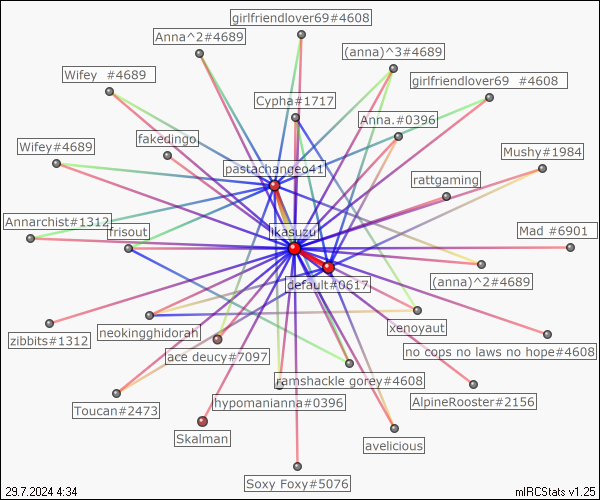 girlfriendlover69#4608
Anna^2#4689
(anna)^3#4689
Wifey  #4689
girlfriendlover69  #4608
Cypha#1717
Anna.#0396
fakedingo
Wifey#4689
Mushy#1984
pastachangeo41
rattgaming
Annarchist#1312
frisout
likasuzu
Mad #6901
(anna)^2#4689
default#0617
zibbits#1312
neokingghidorah
xenoyaut
ace deucy#7097
no cops no laws no hope#4608
ramshackle gorey#4608
Toucan#2473
hypomanianna#0396
AlpineRooster#2156
Skalman
avelicious
Soxy Foxy#5076
29.7.2024 4:34
mIRCStats v1.25